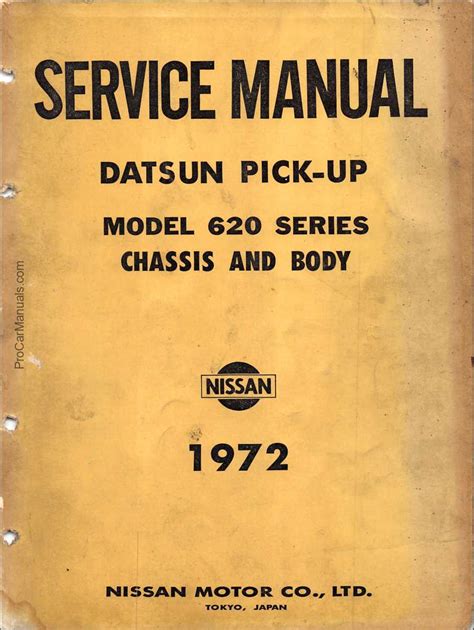 SERVICE MANUAL
DATSUN PICK-UP
MODEL 620 SERIES
CHASSIS AND BODY
NISSAN
1972
NISSAN MOTOR CO., LTD.
TOKYO, JAPAN
ProCarManuals.com